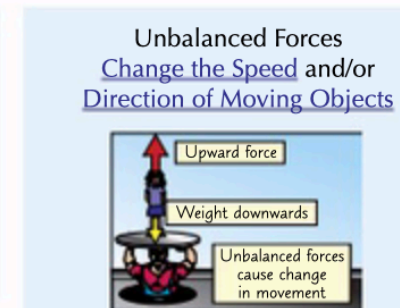 Unbalanced Forces
Change the Speed and/or
Direction of Moving Objects
Upward force
Weight downwards
Unbalanced forces
cause change
in movement